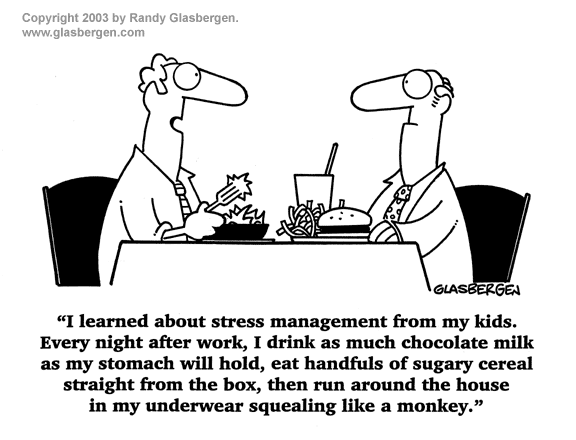 Copyright 2003 by Randy Glasbergen.
www.glasbergen.com
GLASBERGEN
“I learned about stress management from my kids.
Every night after work, I drink as much chocolate milk
as my stomach will hold, eat handfuls of sugary cereal
straight from the box, then run around the house
in my underwear squealing like a monkey.”